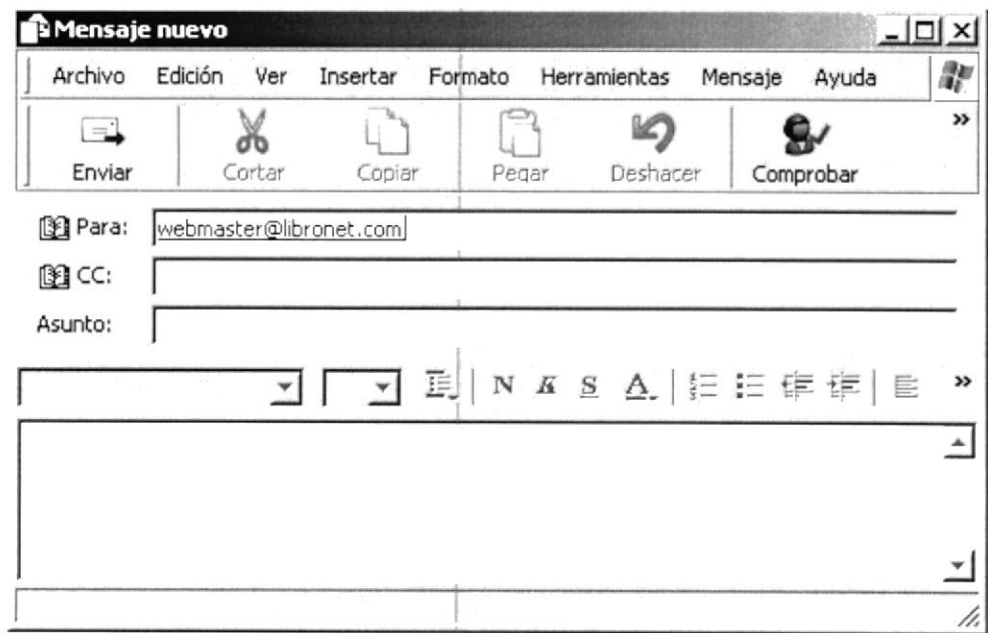 Mensaje nuevo
Archivo Edición Ver Insertar Formato Herramientas Mensaje Ayuda
»
Enviar Cortar Copiar Pegar Deshacer Comprobar
Para: webmaster@libronet.com
CC:
Asunto:
N K S A »